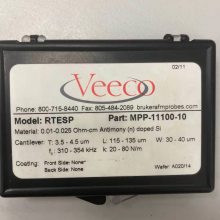 02/11
Veeco
Phone: 800-715-8440 Fax: 805-484-2089 brukerafmprobes.com
Model: RTESP Part: MPP-11100-10
Material: 0.01-0.025 Ohm-cm Antimony (n) doped Si
Cantilever: T: 3.5 - 4.5 um L: 115 - 135 um W: 30 - 40 um
f₀: 310 - 354 kHz k: 20 - 80 N/m
Coating: Front Side: None*
Back Side: None* Wafer A020/14